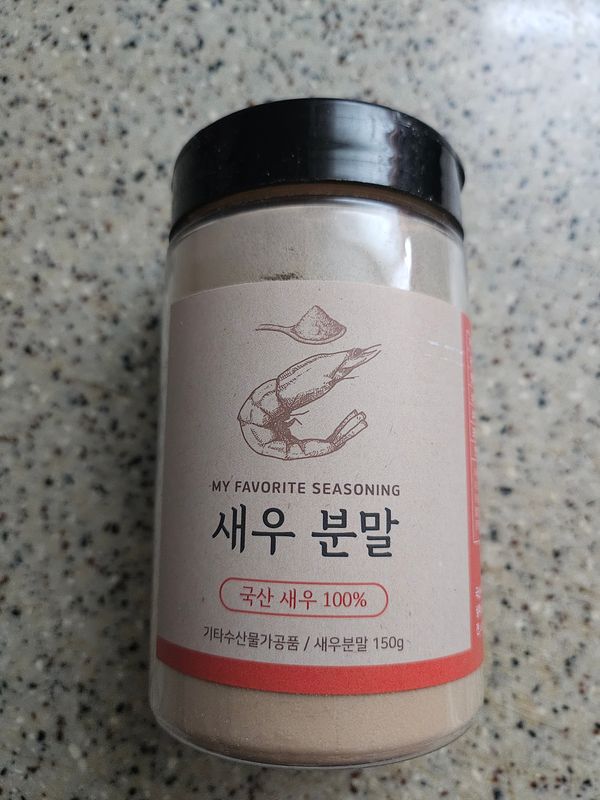 MY FAVORITE SEASONING
새우 분말
국산 새우 100%
기타수산물가공품 / 새우분말 150g